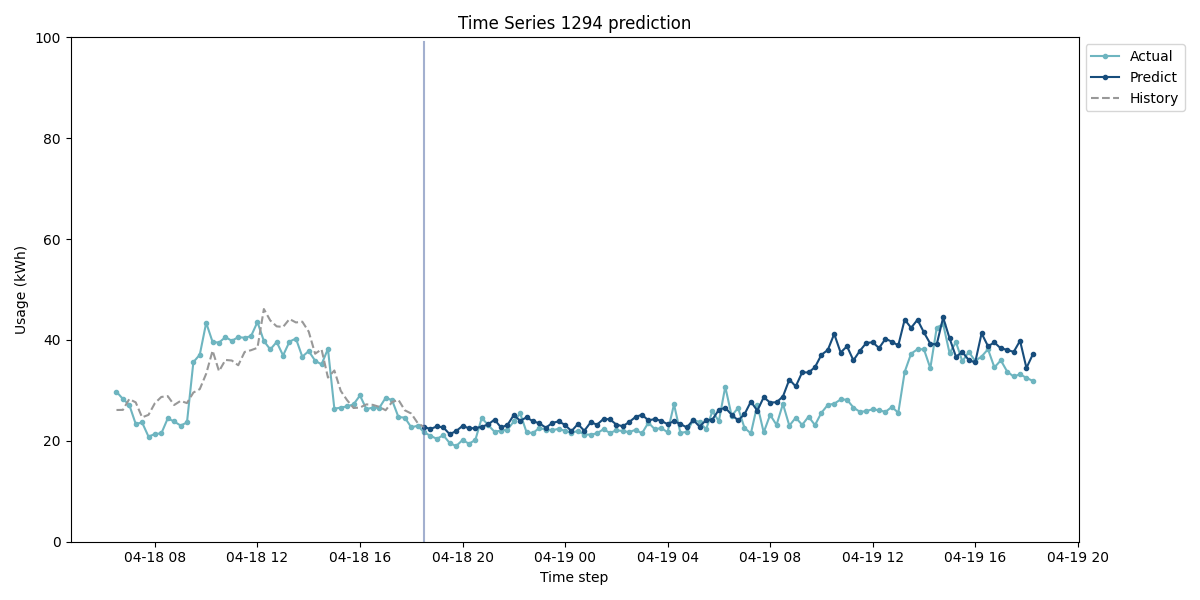 Time Series 1294 prediction
Usage (kWh)
100
80
60
40
20
0
04-18 08
04-18 12
04-18 16
04-18 20
04-19 00
04-19 04
04-19 08
04-19 12
04-19 16
04-19 20
Time step
Actual
Predict
History